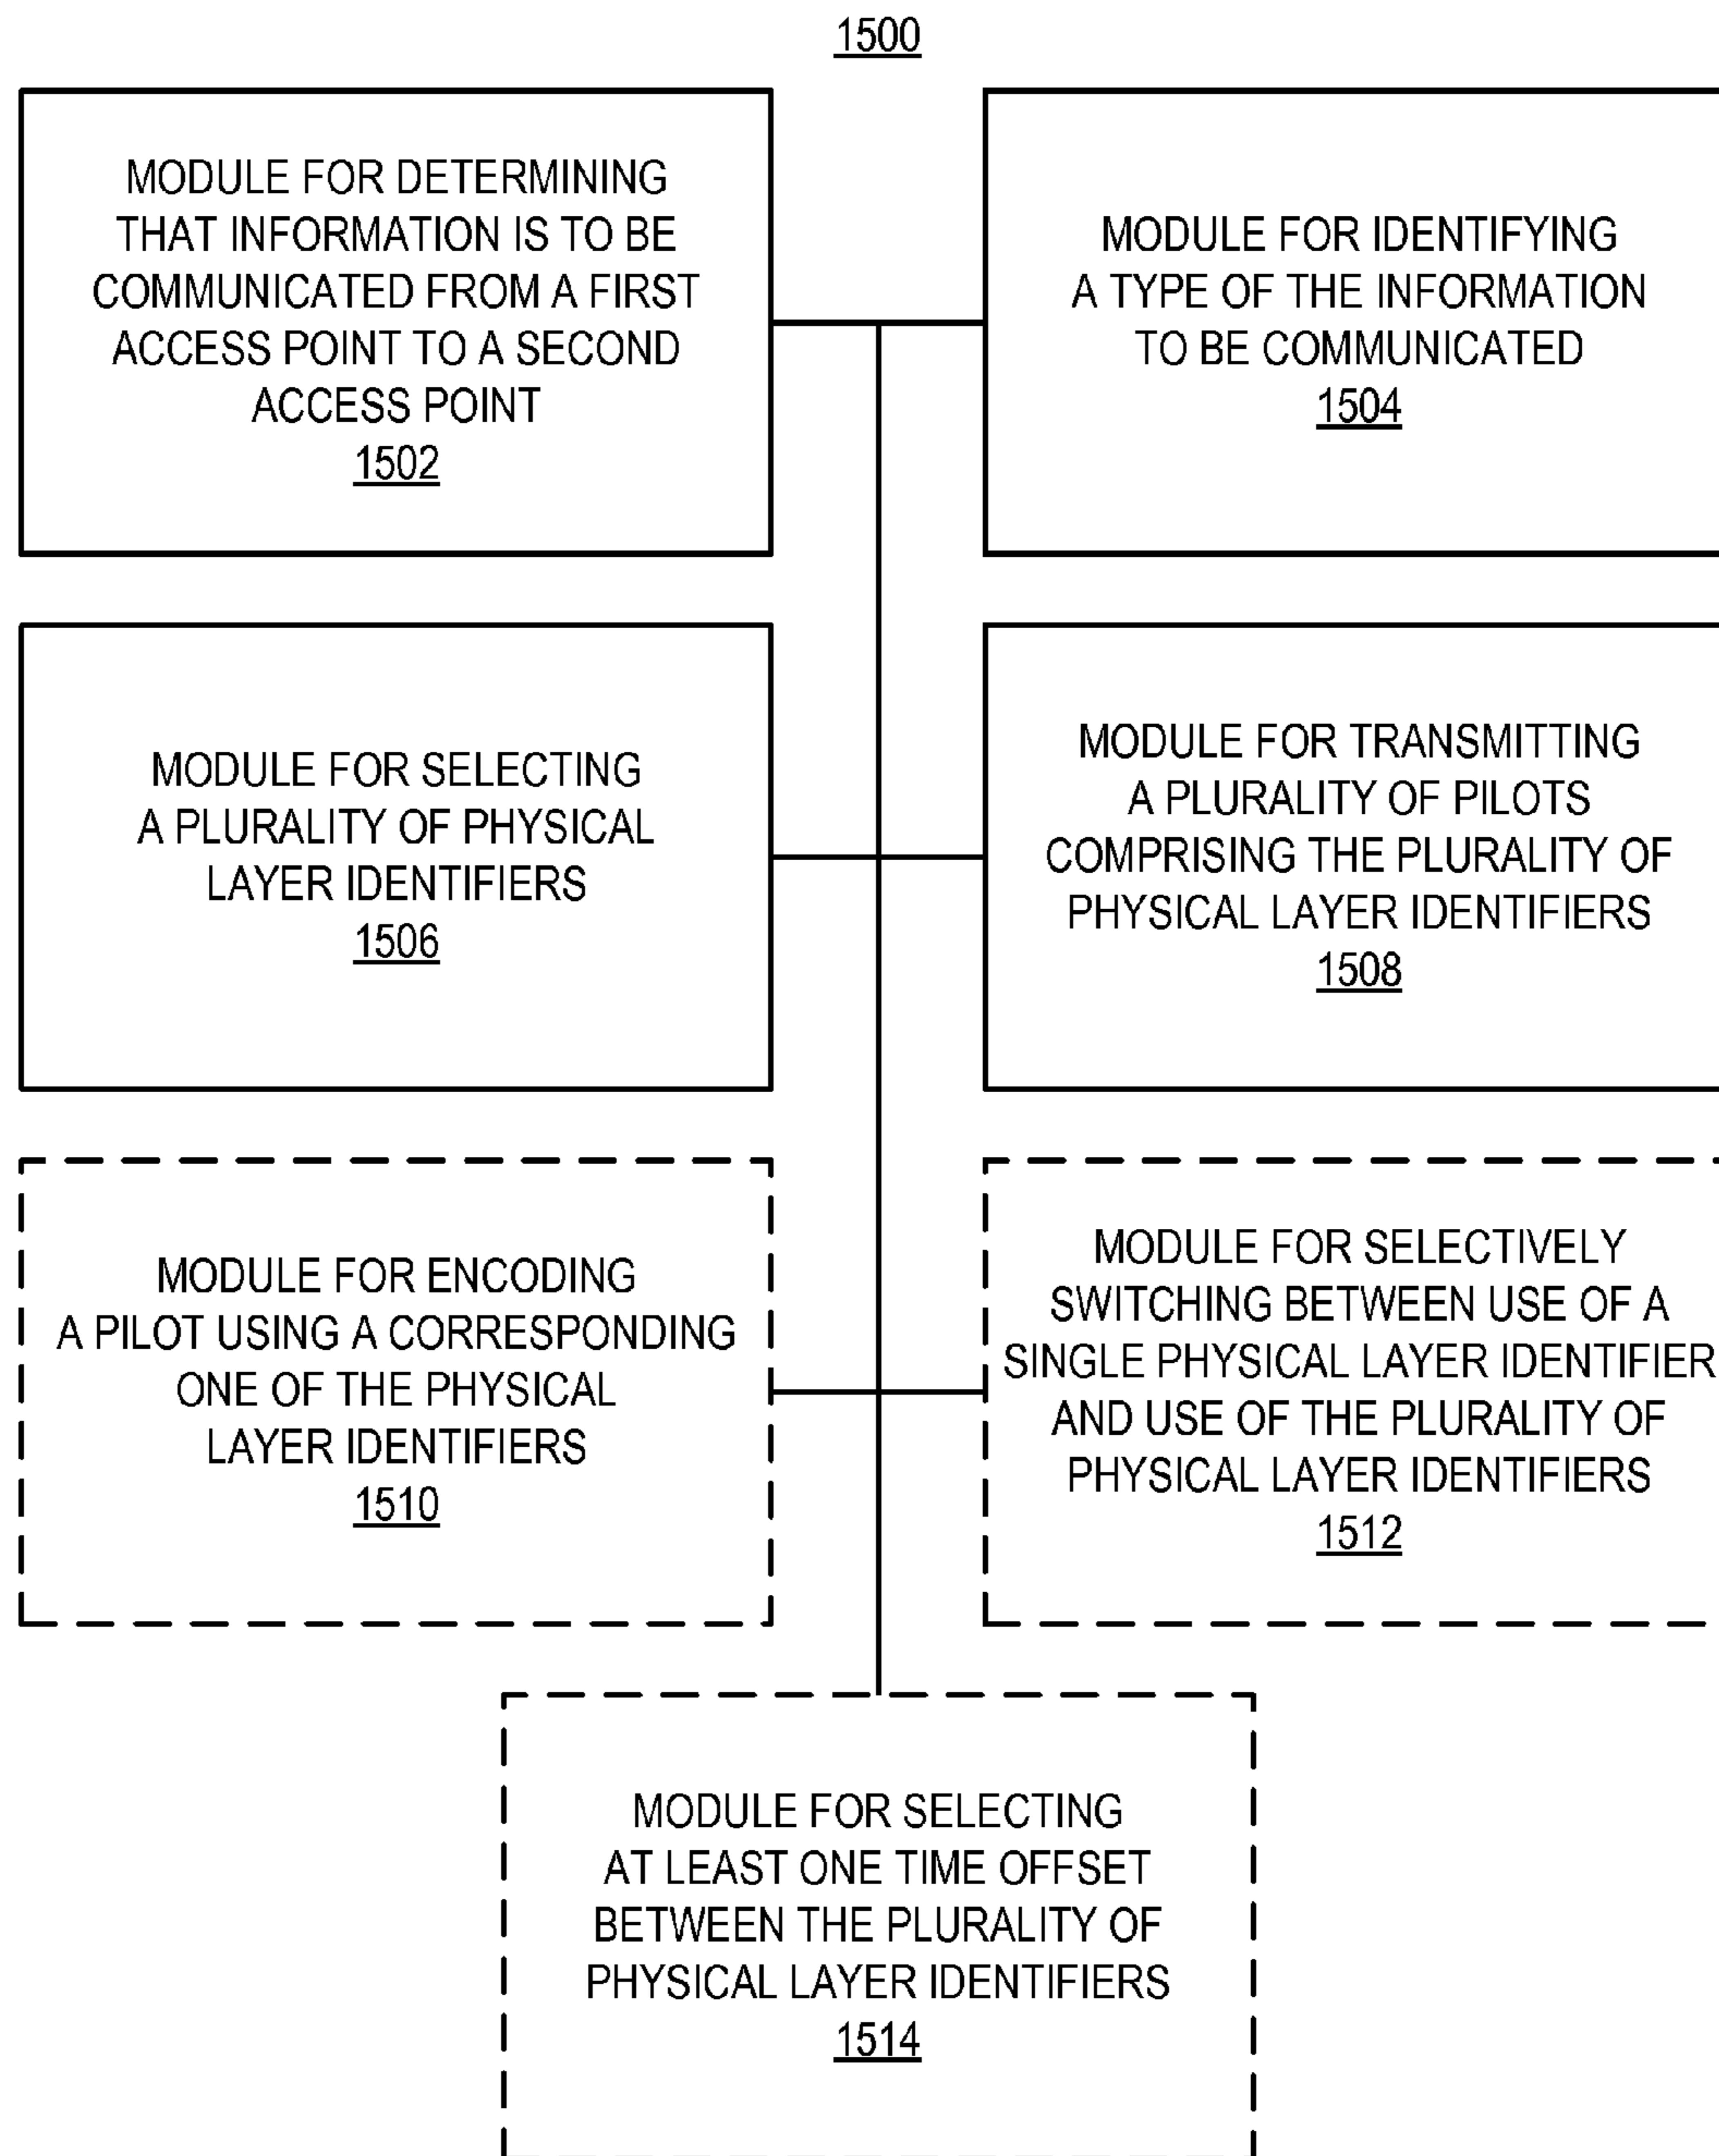 1500
MODULE FOR DETERMINING
THAT INFORMATION IS TO BE
COMMUNICATED FROM A FIRST
ACCESS POINT TO A SECOND
ACCESS POINT
1502
MODULE FOR IDENTIFYING
A TYPE OF THE INFORMATION
TO BE COMMUNICATED
1504
MODULE FOR SELECTING
A PLURALITY OF PHYSICAL
LAYER IDENTIFIERS
1506
MODULE FOR TRANSMITTING
A PLURALITY OF PILOTS
COMPRISING THE PLURALITY OF
PHYSICAL LAYER IDENTIFIERS
1508
MODULE FOR ENCODING
A PILOT USING A CORRESPONDING
ONE OF THE PHYSICAL
LAYER IDENTIFIERS
1510
MODULE FOR SELECTIVELY
SWITCHING BETWEEN USE OF A
SINGLE PHYSICAL LAYER IDENTIFIER
AND USE OF THE PLURALITY OF
PHYSICAL LAYER IDENTIFIERS
1512
MODULE FOR SELECTING
AT LEAST ONE TIME OFFSET
BETWEEN THE PLURALITY OF
PHYSICAL LAYER IDENTIFIERS
1514